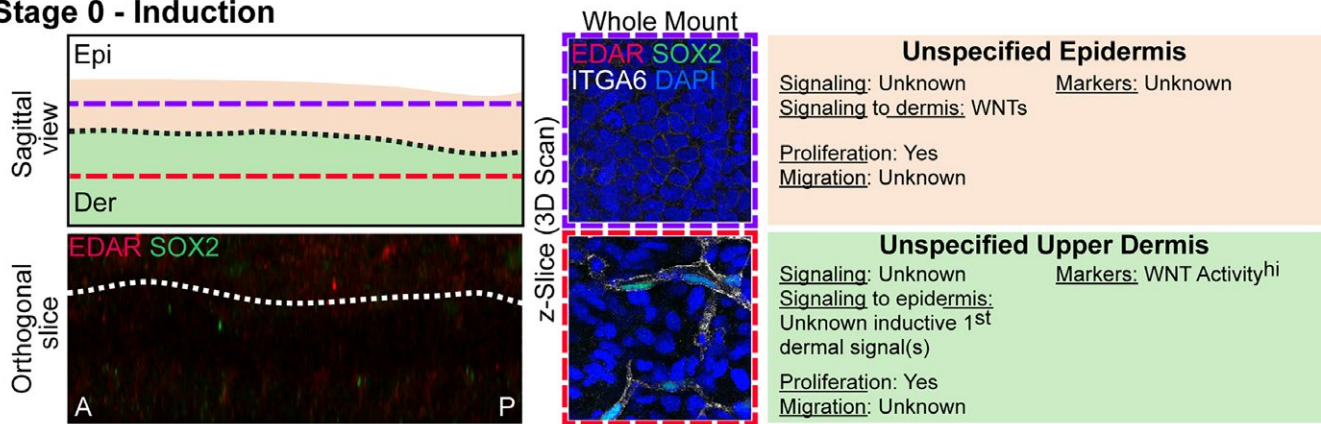 Stage 0 - Induction
Sagittal
view
Epi
Der
Orthogonal
slice
EDAR SOX2
A
P
Whole Mount
z-Slice (3D Scan)
EDAR SOX2
ITGA6 DAPI
Unspecified Epidermis
Signaling: Unknown
Markers: Unknown
Signaling to dermis: WNTs
Proliferation: Yes
Migration: Unknown
Unspecified Upper Dermis
Signaling: Unknown
Markers: WNT Activityhi
Signaling to epidermis:
Unknown inductive 1st
dermal signal(s)
Proliferation: Yes
Migration: Unknown